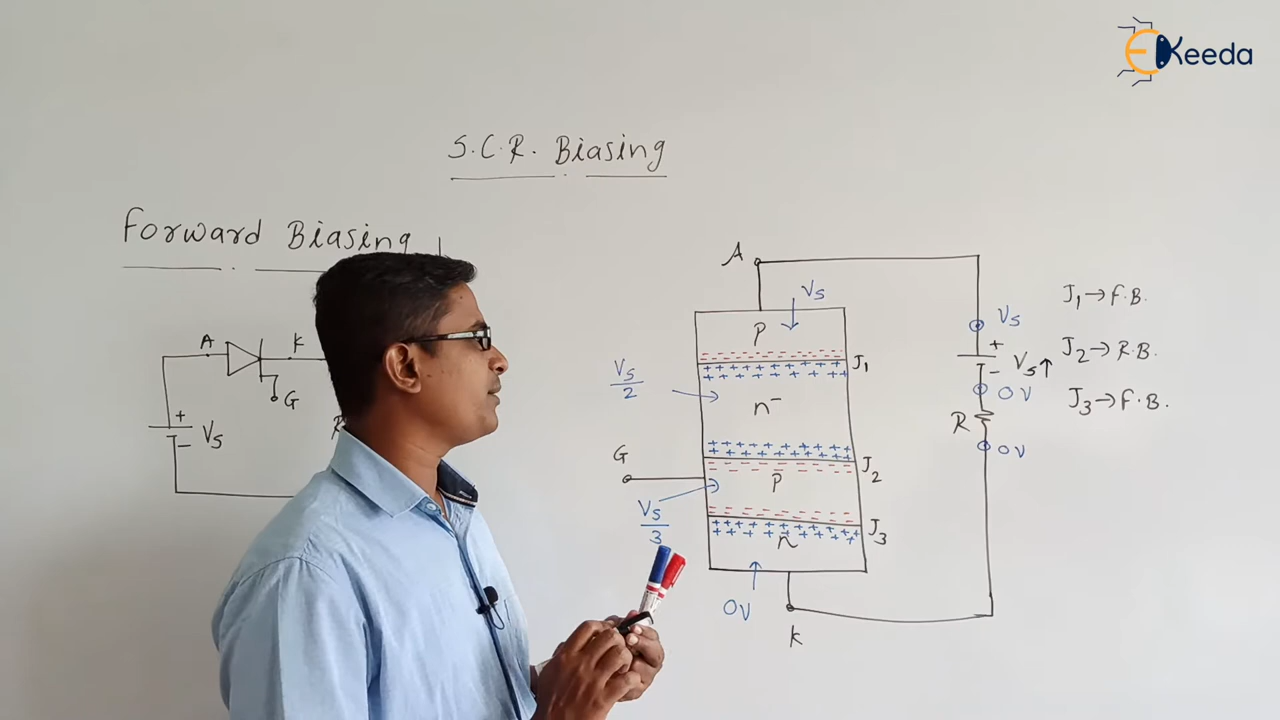 EKeeda
S.C.R. Biasing
Forward Biasing
A
K
G
+
-
Vs
R
A
Vs
P
J1
Vs/2
n-
G
J2
P
Vs/3
J3
n
0V
K
Vs
+
-
Vs↑
0V
R
0V
J1→F.B.
J2→R.B.
J3→F.B.